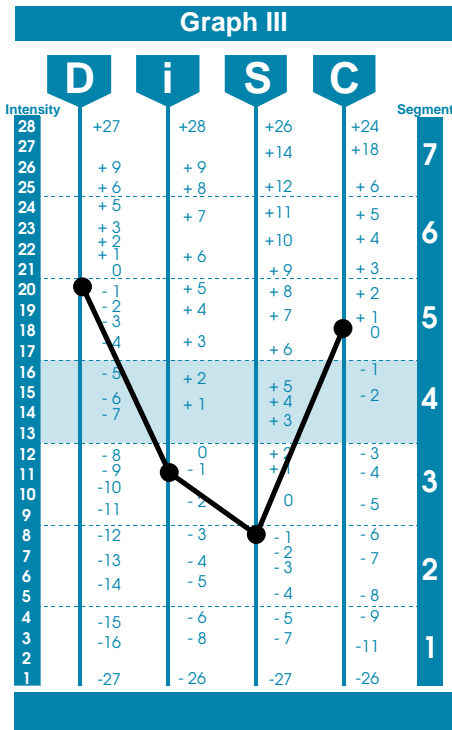 Graph III
D i S C
Intensity Segment
28 +27 +28 +26 +24
27 +14 +18 7
26 + 9 + 9
25 + 6 + 8 +12 + 6
24 + 5 + 7 +11 + 5
23 + 3 + 4 6
22 + 2 +10
+ 1 + 6
21 0 + 9 + 3
20 - 1 + 5 + 8 + 2
19 - 2 + 4 + 7
18 - 3 + 1 5
0
17 - 4 + 3 + 6
16 - 5 + 2 - 1
15 - 6 + 1 + 5 - 2 4
14 - 7 + 4
13 + 3
12 - 8 0 + 2 - 3
11 - 9 - 1 + 1 - 4 3
10 -10 - 2 0 - 5
9 -11
8 -12 - 3 - 1 - 6
7 -13 - 4 - 2 - 7 2
6 -14 - 5 - 3
5 - 4 - 8
4 -15 - 6 - 5 - 9
3 -16 - 8 - 7 -11 1
2
1 -27 - 26 -27 -26